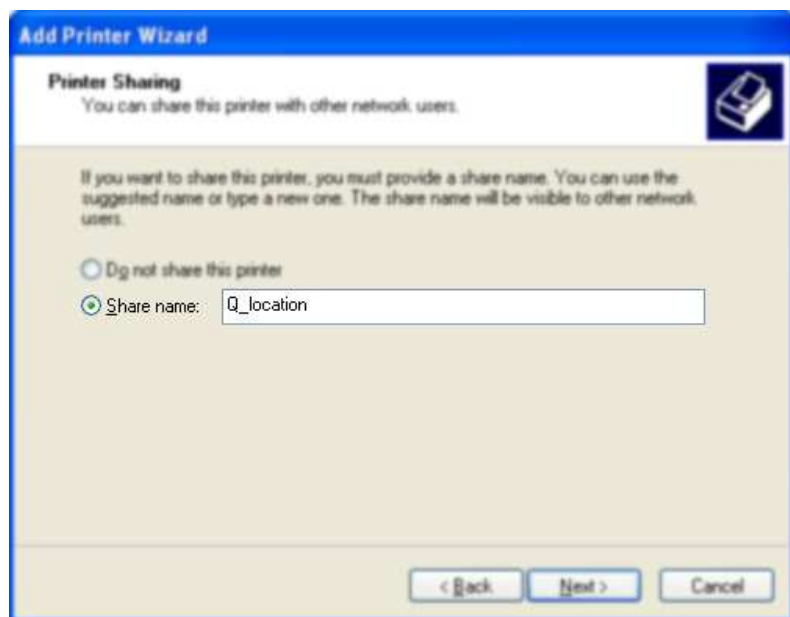 Add Printer Wizard
Printer Sharing
You can share this printer with other network users.
If you want to share this printer, you must provide a share name. You can use the
suggested name or type a new one. The share name will be visible to other network
users.
Do not share this printer
Share name: Q_location
< Back Next > Cancel